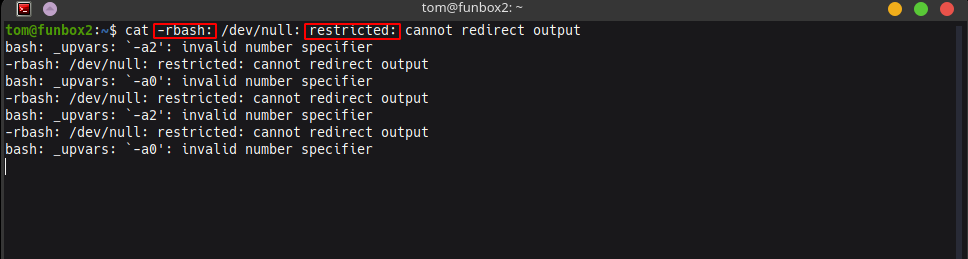 tom@funbox2: ~
tom@funbox2:~$ cat -rbash: /dev/null: restricted: cannot redirect output
bash: _upvars: `-a2': invalid number specifier
-rbash: /dev/null: restricted: cannot redirect output
bash: _upvars: `-a0': invalid number specifier
-rbash: /dev/null: restricted: cannot redirect output
bash: _upvars: `-a2': invalid number specifier
-rbash: /dev/null: restricted: cannot redirect output
bash: _upvars: `-a0': invalid number specifier